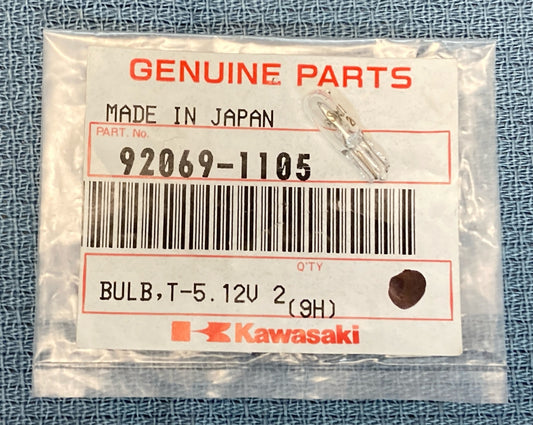 GENUINE PARTS
MADE IN JAPAN
PART. No.
92069-1105
Q'TY
BULB,T-5.12V 2
(9H)
Kawasaki